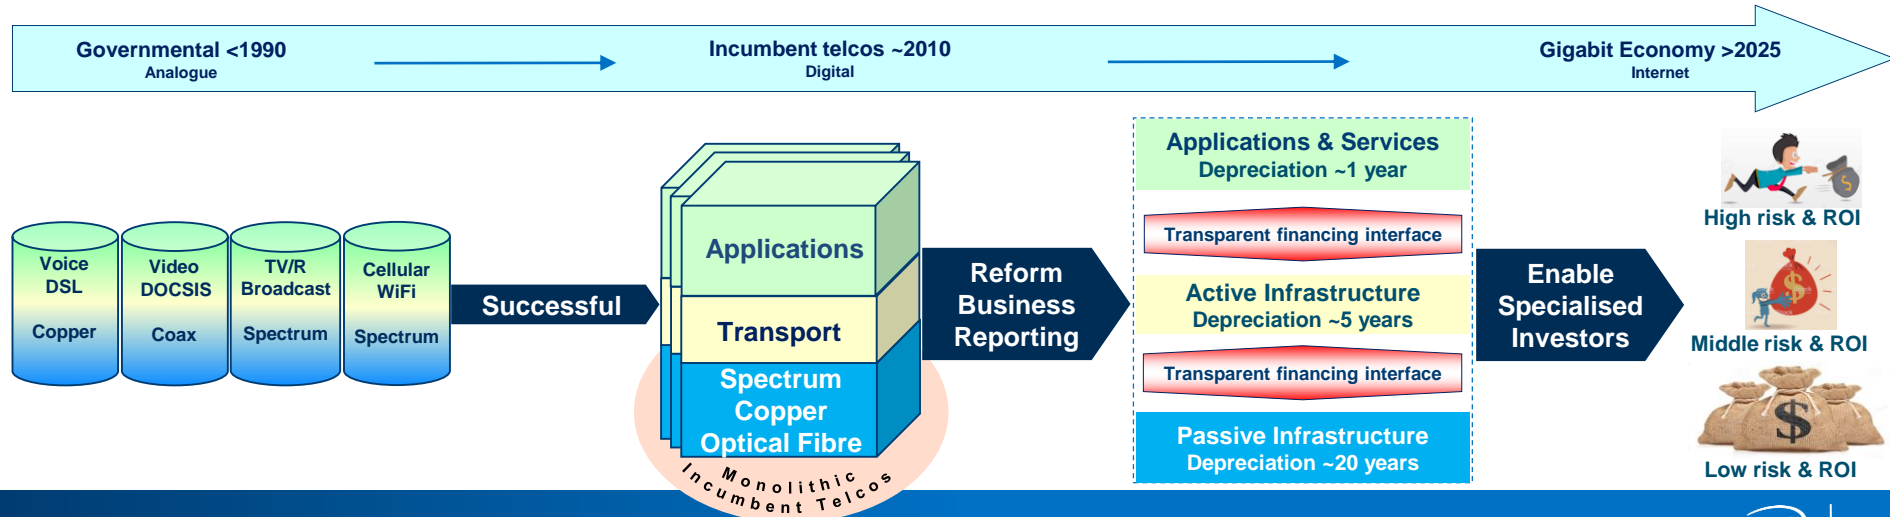 Governmental <1990
Analogue
Incumbent telcos ~2010
Digital
Gigabit Economy >2025
Internet
Voice
DSL
Copper
Video
DOCSIS
Coax
TV/R
Broadcast
Spectrum
Cellular
WiFi
Spectrum
Successful
Applications
Transport
Spectrum
Copper
Optical Fibre
Monolithic
Incumbent Telcos
Reform
Business
Reporting
Applications & Services
Depreciation ~1 year
Transparent financing interface
Active Infrastructure
Depreciation ~5 years
Transparent financing interface
Passive Infrastructure
Depreciation ~20 years
Enable
Specialised
Investors
High risk & ROI
Middle risk & ROI
Low risk & ROI